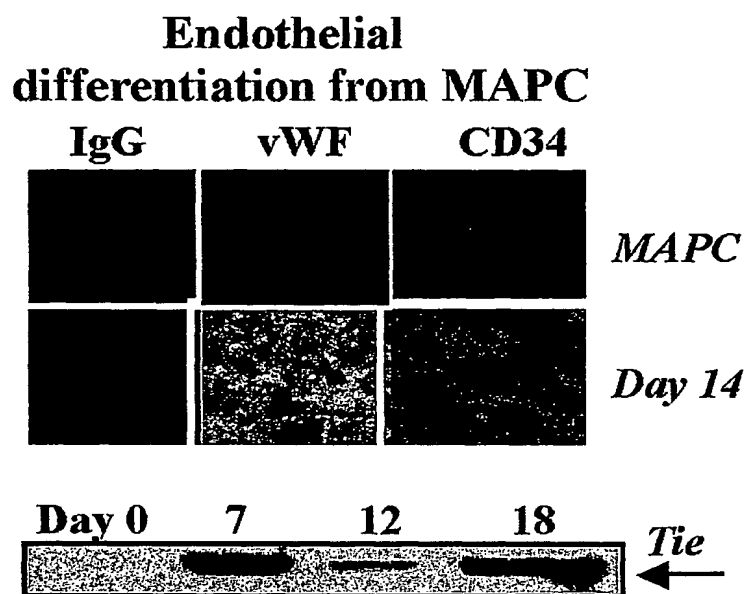 Endothelial
differentiation from MAPC
IgG vWF CD34
MAPC
Day 14
Day 0 7 12 18
Tie